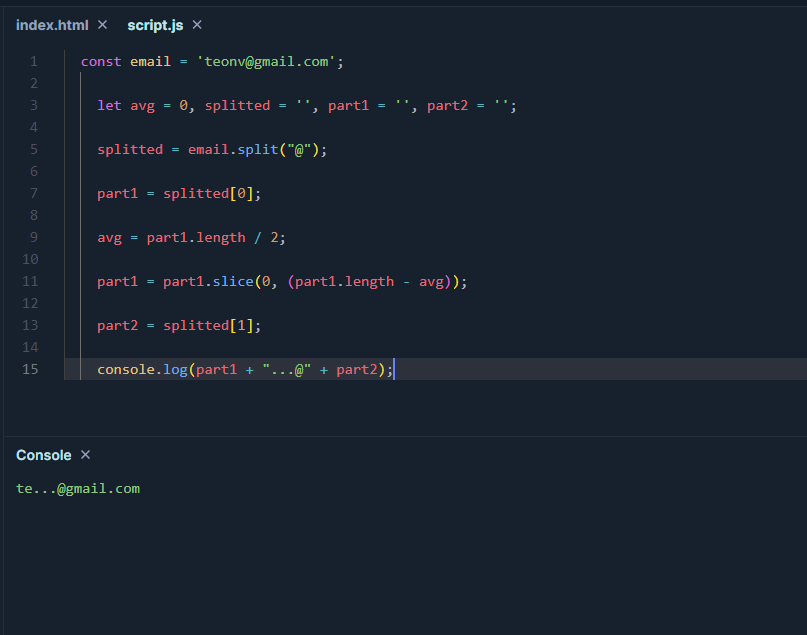 index.html × script.js ×
1 const email = 'teonv@gmail.com';
2
3 let avg = 0, splitted = '', part1 = '', part2 = '';
4
5 splitted = email.split("@");
6
7 part1 = splitted[0];
8
9 avg = part1.length / 2;
10
11 part1 = part1.slice(0, (part1.length - avg));
12
13 part2 = splitted[1];
14
15 console.log(part1 + "...@" + part2);
Console ×
te...@gmail.com